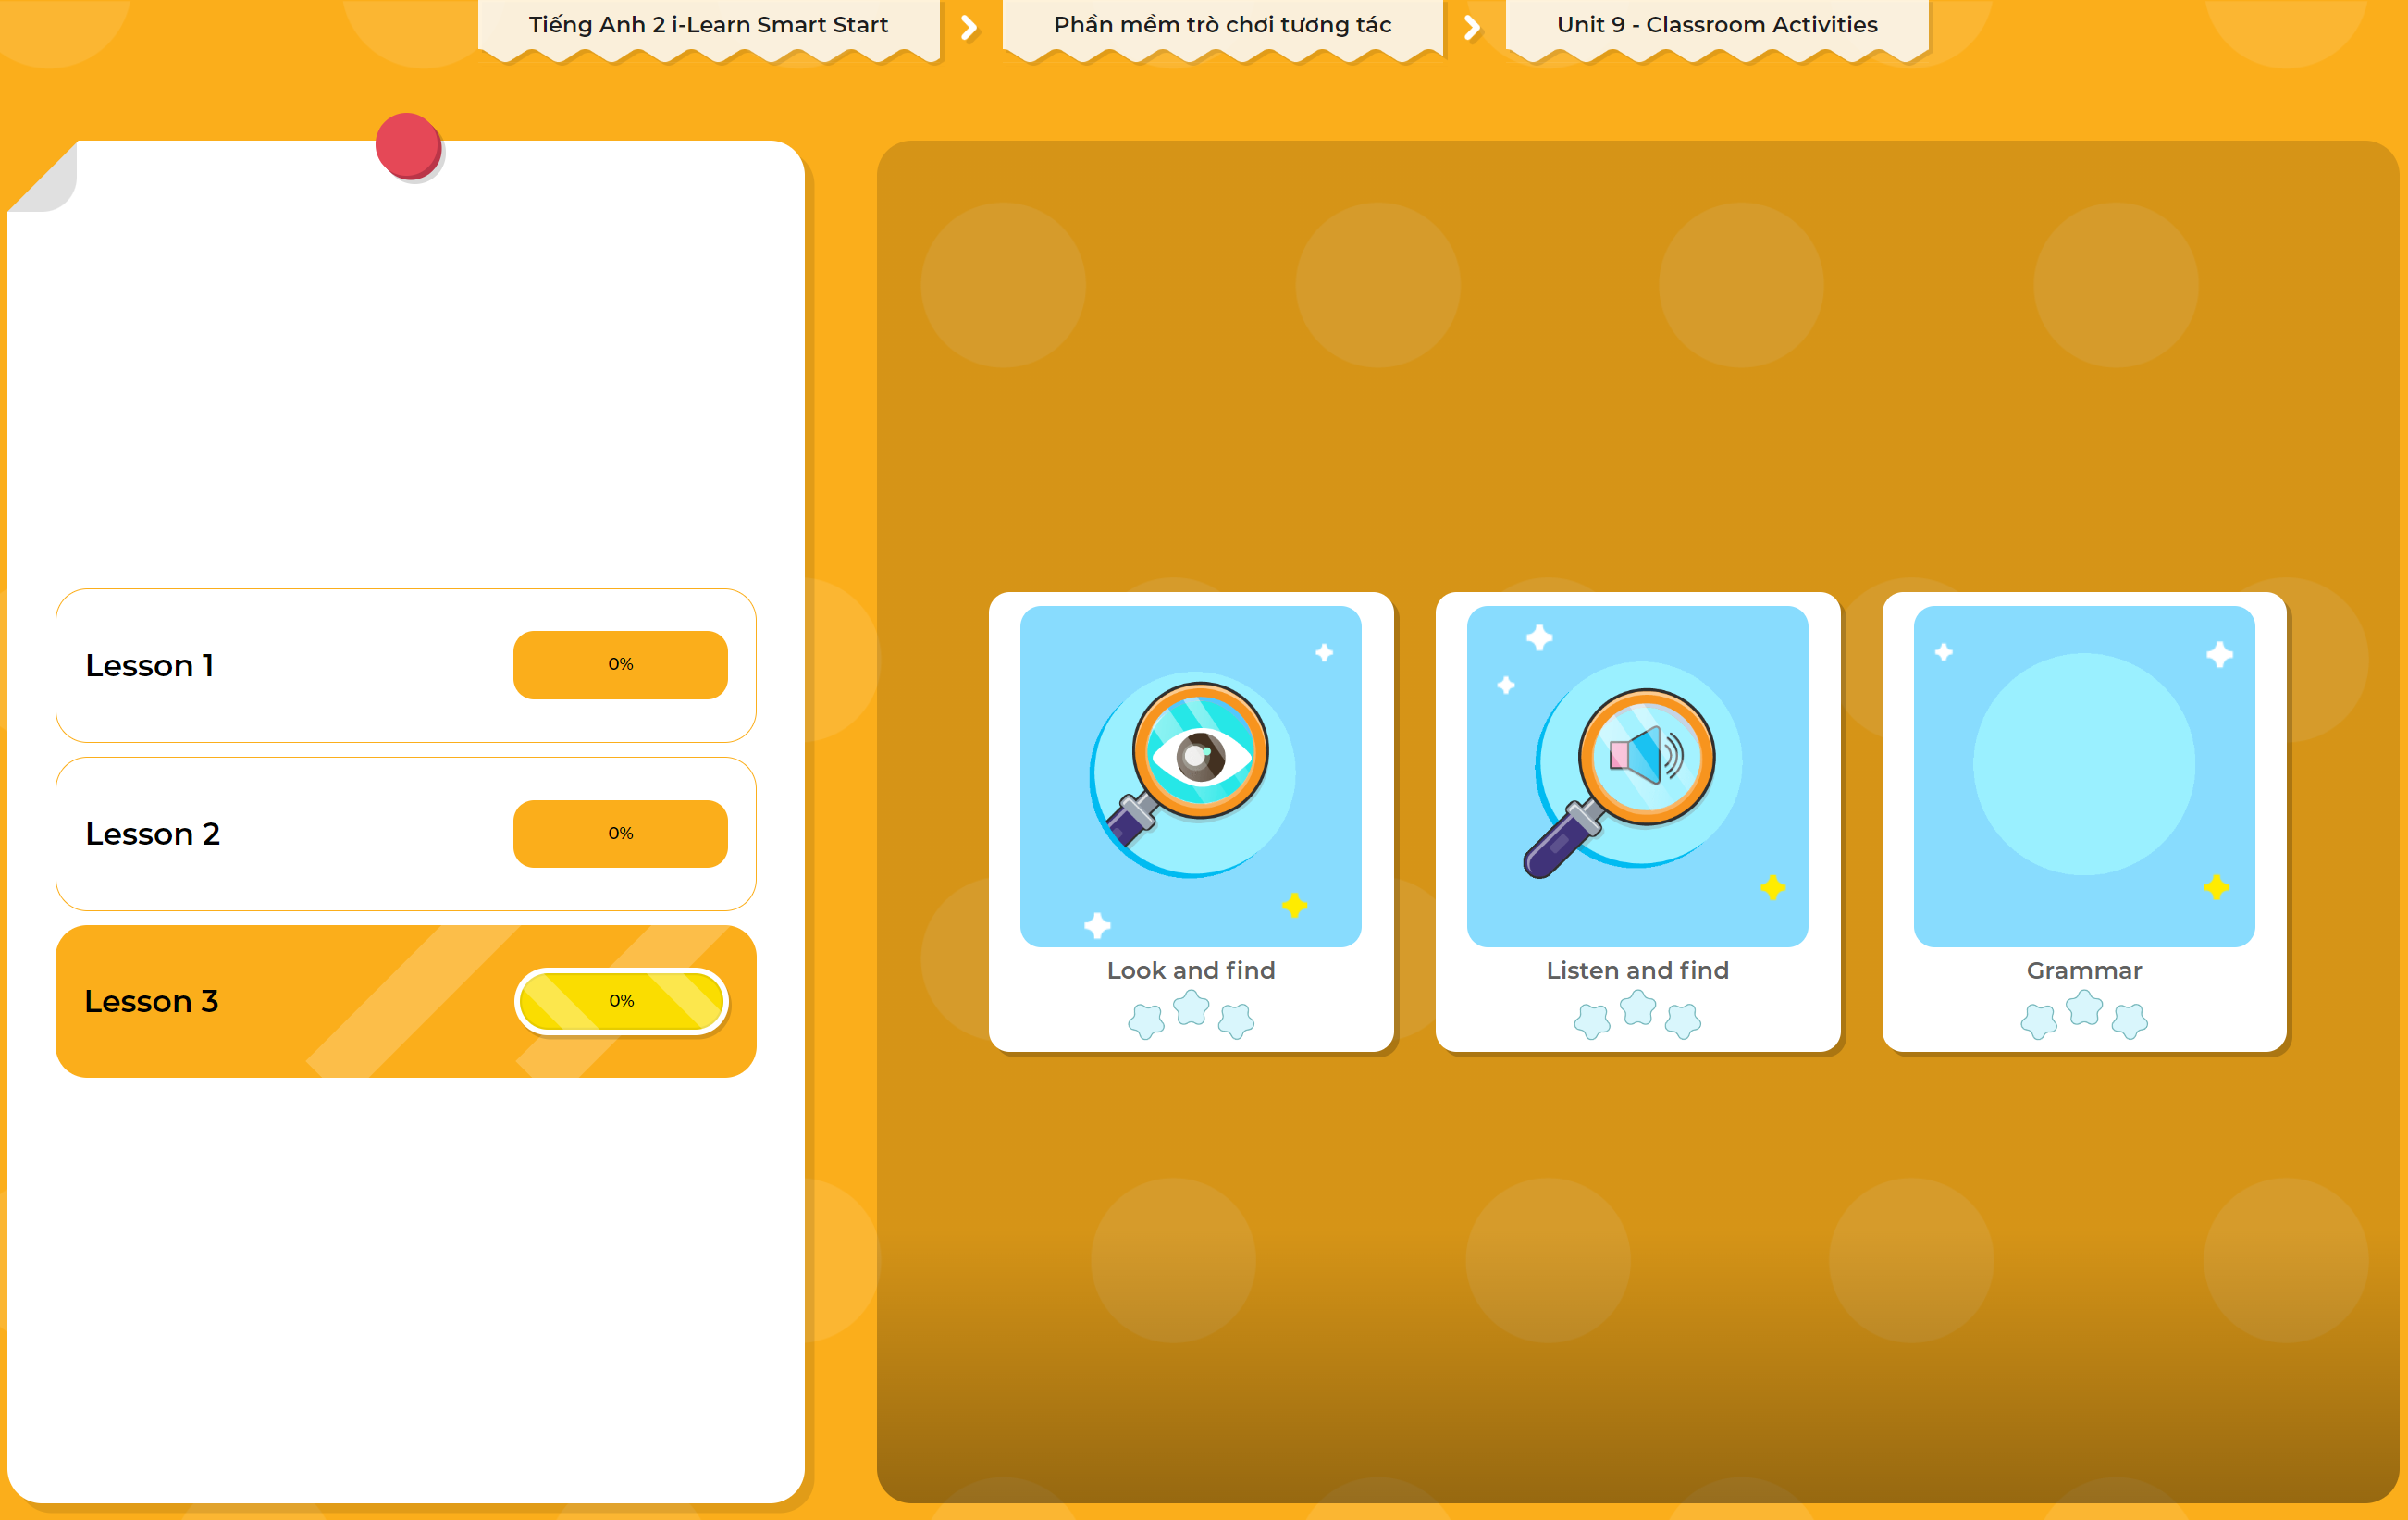 Tiếng Anh 2 i-Learn Smart Start
Phần mềm trò chơi tương tác
Unit 9 - Classroom Activities
Lesson 1
0%
Lesson 2
0%
Lesson 3
0%
Look and find
Listen and find
Grammar